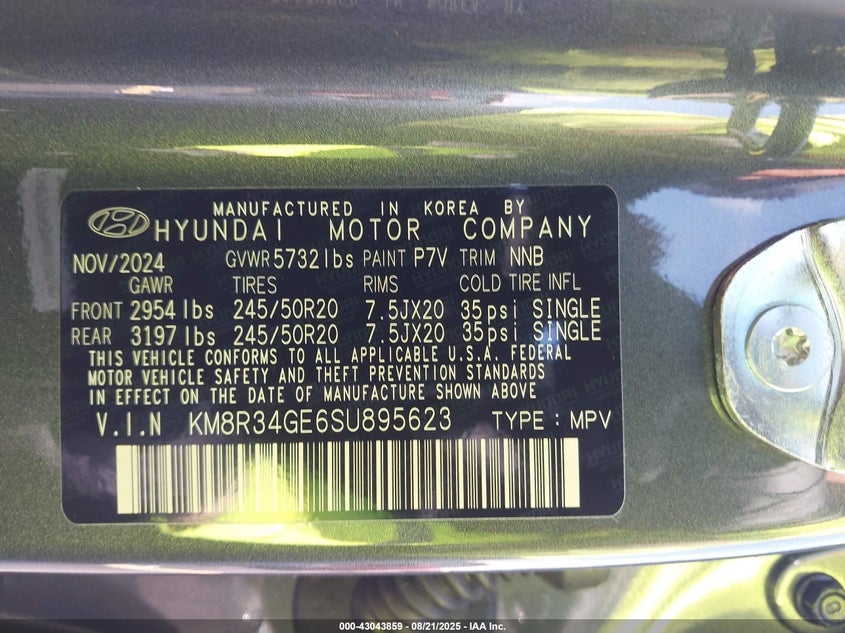 MANUFACTURED IN KOREA BY
HYUNDAI MOTOR COMPANY
NOV/2024 GVWR 5732lbs PAINT P7V TRIM NNB
GAWR TIRES RIMS COLD TIRE INFL
FRONT 2954 lbs 245/50R20 7.5JX20 35psi SINGLE
REAR 3197 lbs 245/50R20 7.5JX20 35psi SINGLE
THIS VEHICLE CONFORMS TO ALL APPLICABLE U.S.A. FEDERAL
MOTOR VEHICLE SAFETY AND THEFT PREVENTION STANDARDS
IN EFFECT ON THE DATE OF MANUFACTURE SHOWN ABOVE
V.I.N KM8R34GE6SU895623 TYPE : MPV
000-43043859 - 08/21/2025 - IAA Inc.